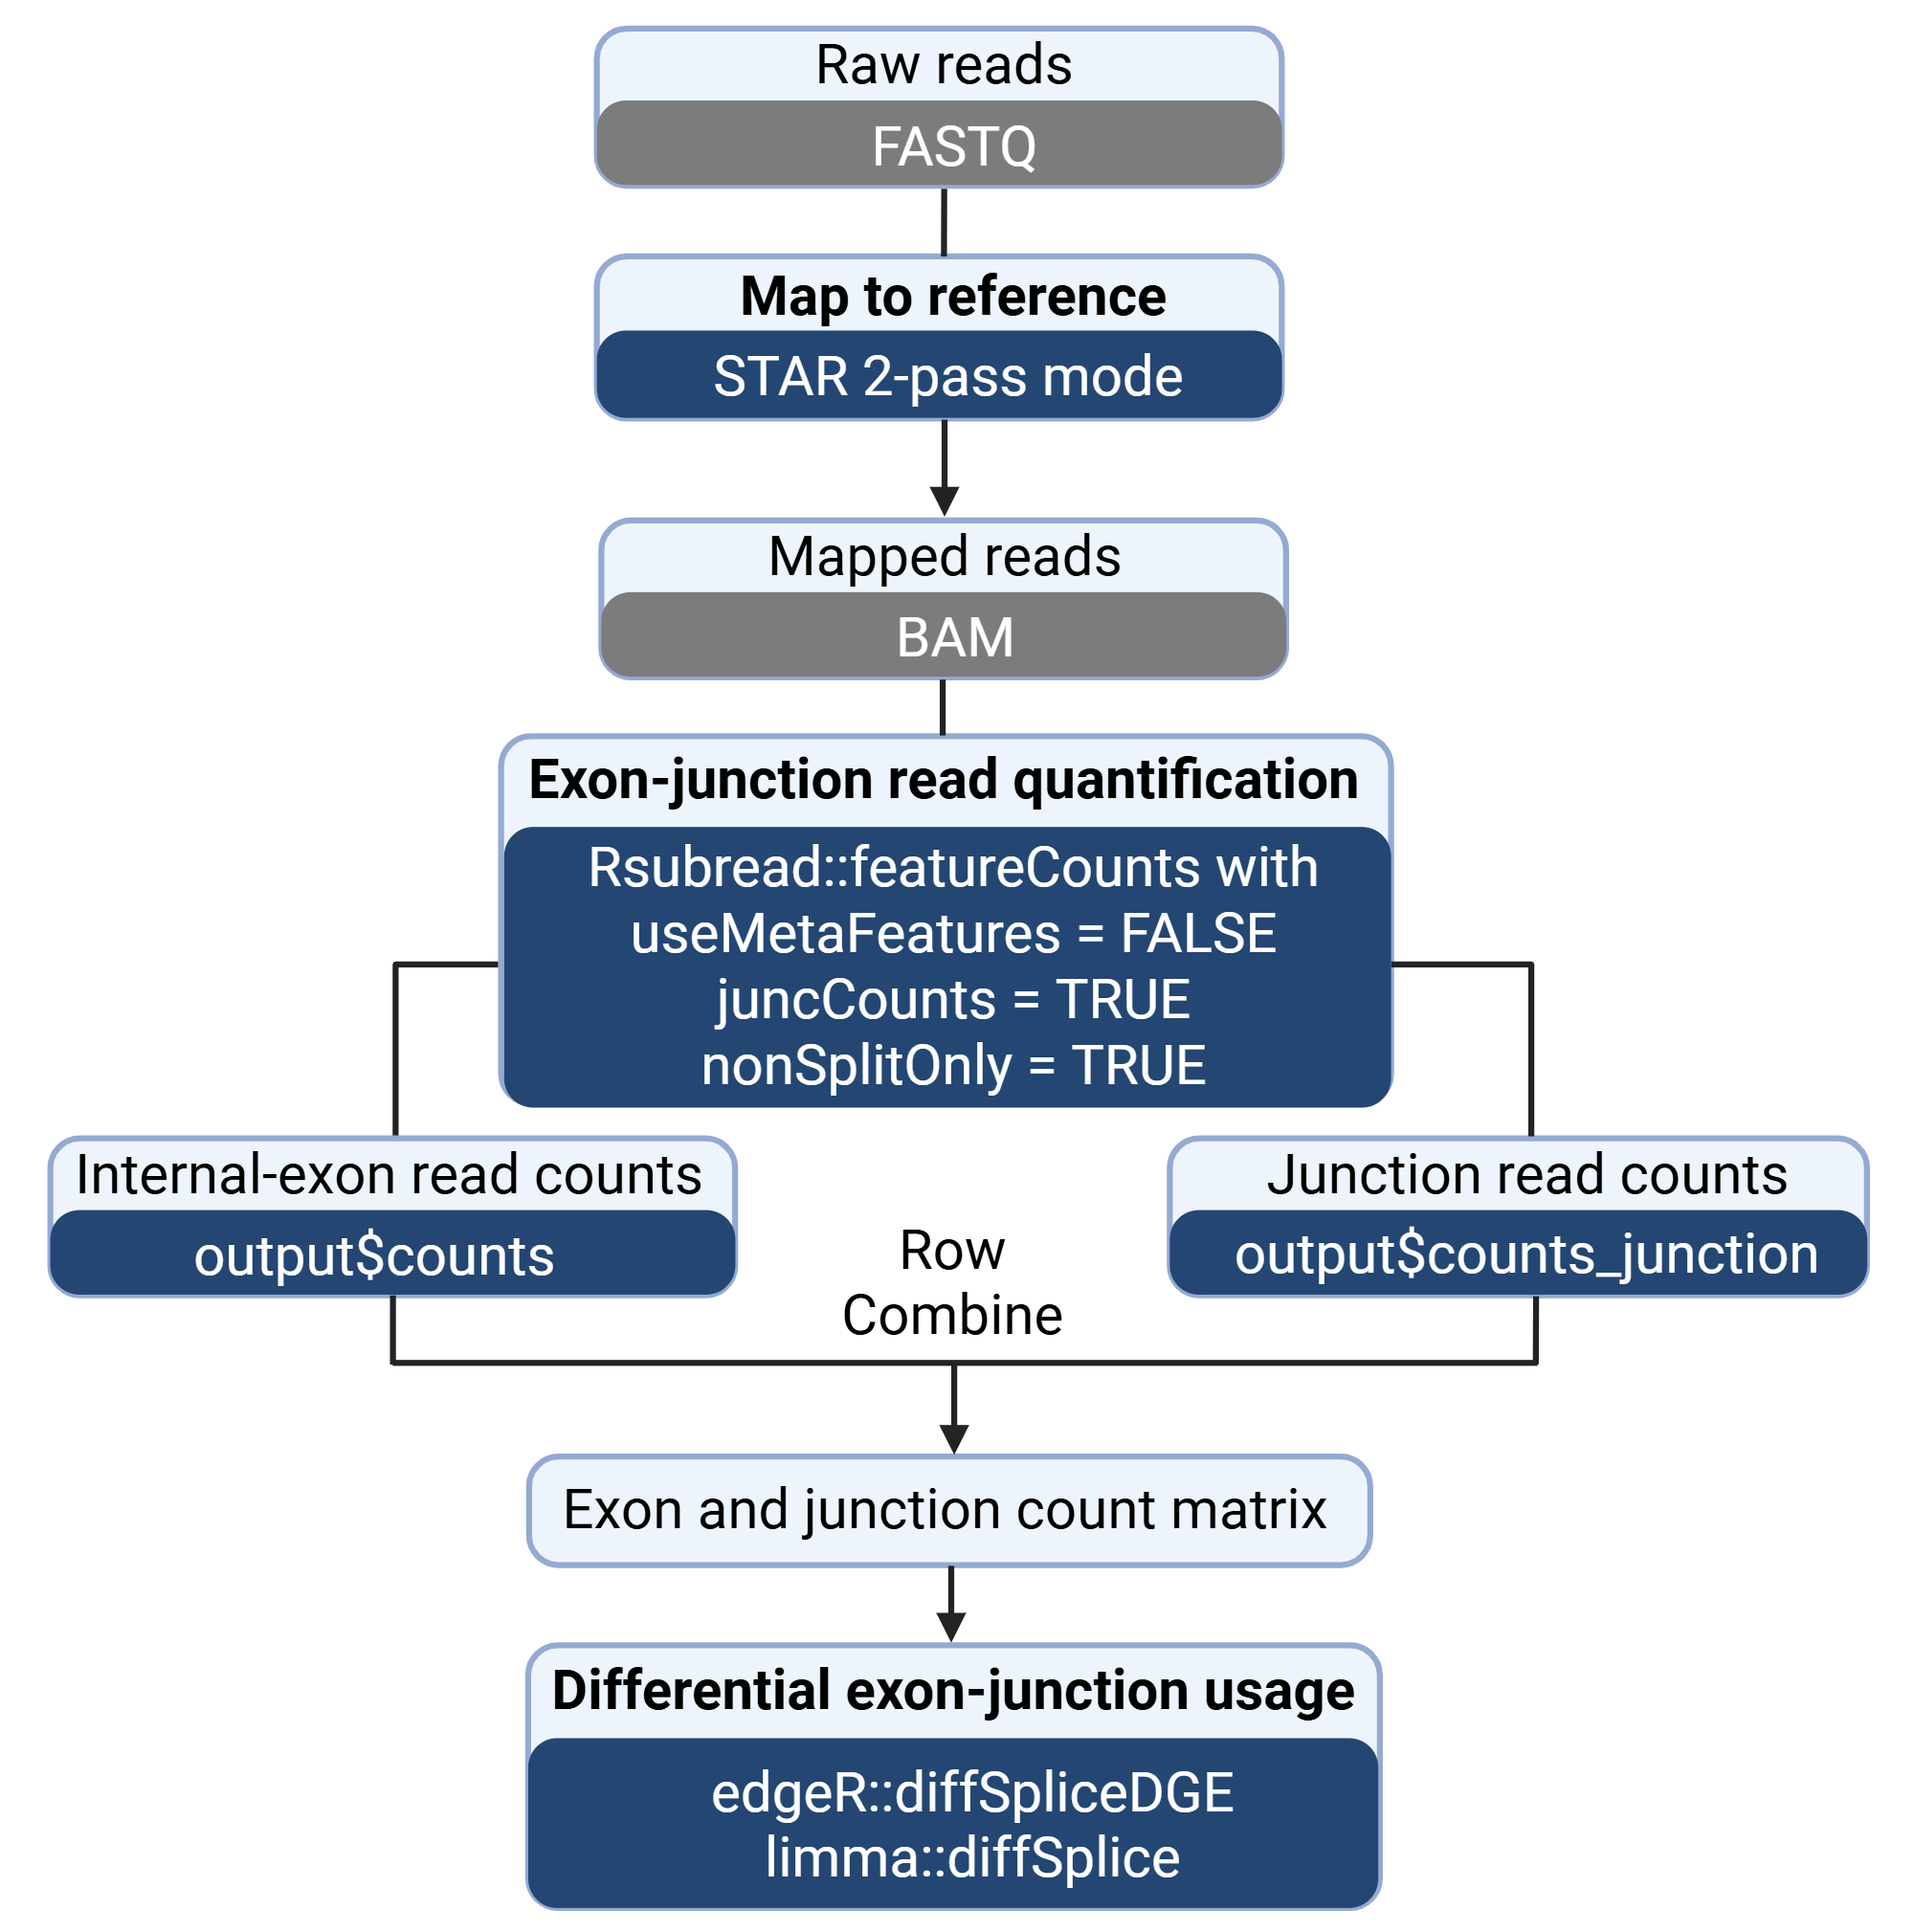 Raw reads
FASTQ
Map to reference
STAR 2-pass mode
Mapped reads
BAM
Exon-junction read quantification
Rsubread::featureCounts with
useMetaFeatures = FALSE
juncCounts = TRUE
nonSplitOnly = TRUE
Internal-exon read counts
output$counts
Junction read counts
output$counts_junction
Row
Combine
Exon and junction count matrix
Differential exon-junction usage
edgeR::diffSpliceDGE
limma::diffSplice